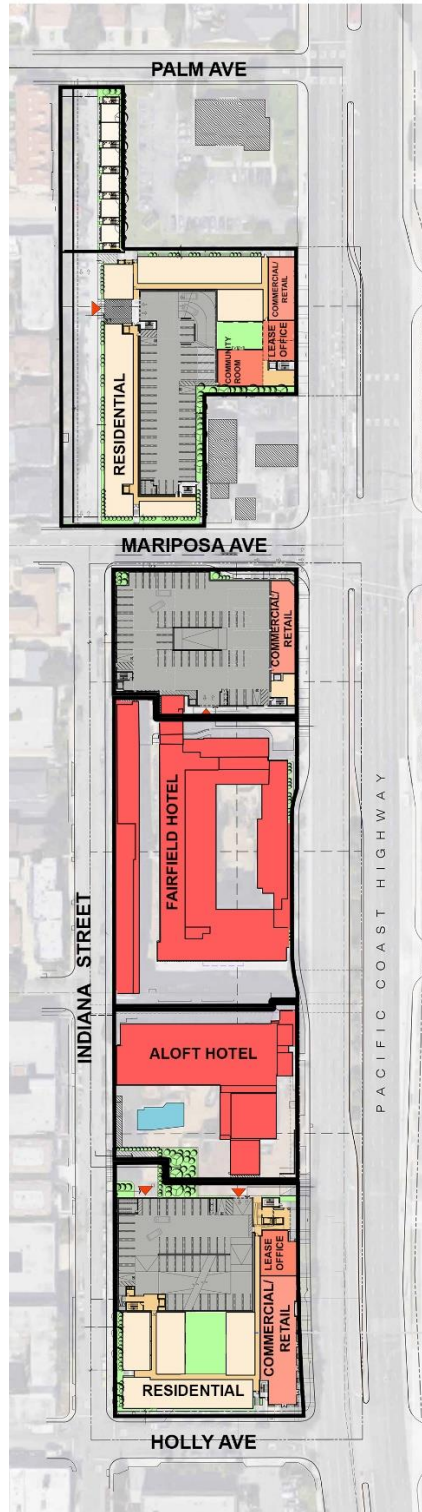 PALM AVE
COMMERCIAL/
RETAIL
LEASE
OFFICE
COMMUNITY
ROOM
RESIDENTIAL
MARIPOSA AVE
COMMERCIAL/
RETAIL
FAIRFIELD HOTEL
PACIFIC COAST HIGHWAY
INDIANA STREET
ALOFT HOTEL
LEASE
OFFICE
COMMERCIAL/
RETAIL
RESIDENTIAL
HOLLY AVE